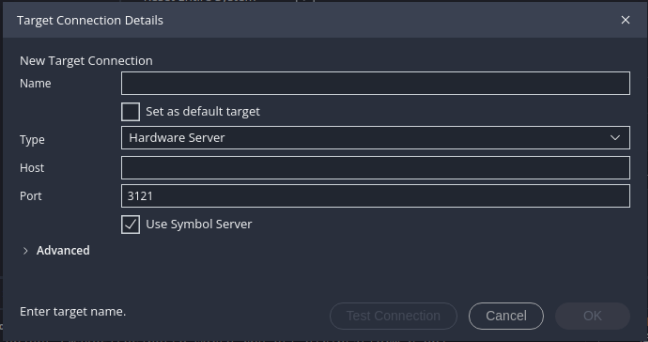 Target Connection Details
New Target Connection
Name
Set as default target
Type Hardware Server
Host
Port 3121
Use Symbol Server
Advanced
Enter target name. Test Connection Cancel OK